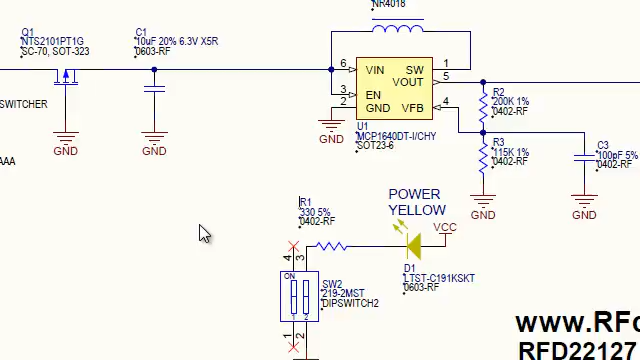 NR4018
Q1
NTS2101PT1G
SC-70, SOT-323
C1
10uF 20% 6.3V X5R
0603-RF
6
VIN
SW
1
VOUT
5
3
EN
2
GND
VFB
4
U1
MCP1640DT-I/CHY
SOT23-6
R2
200K 1%
0402-RF
R3
115K 1%
0402-RF
C3
100pF 5%
0402-RF
SWITCHER
AAA
GND
GND
GND
GND
GND
R1
330 5%
0402-RF
POWER
YELLOW
VCC
D1
LTST-C191KSKT
0603-RF
4
3
ON
1
2
SW2
219-2MST
DIPSWITCH2
1
2
www.RFd
RFD22127